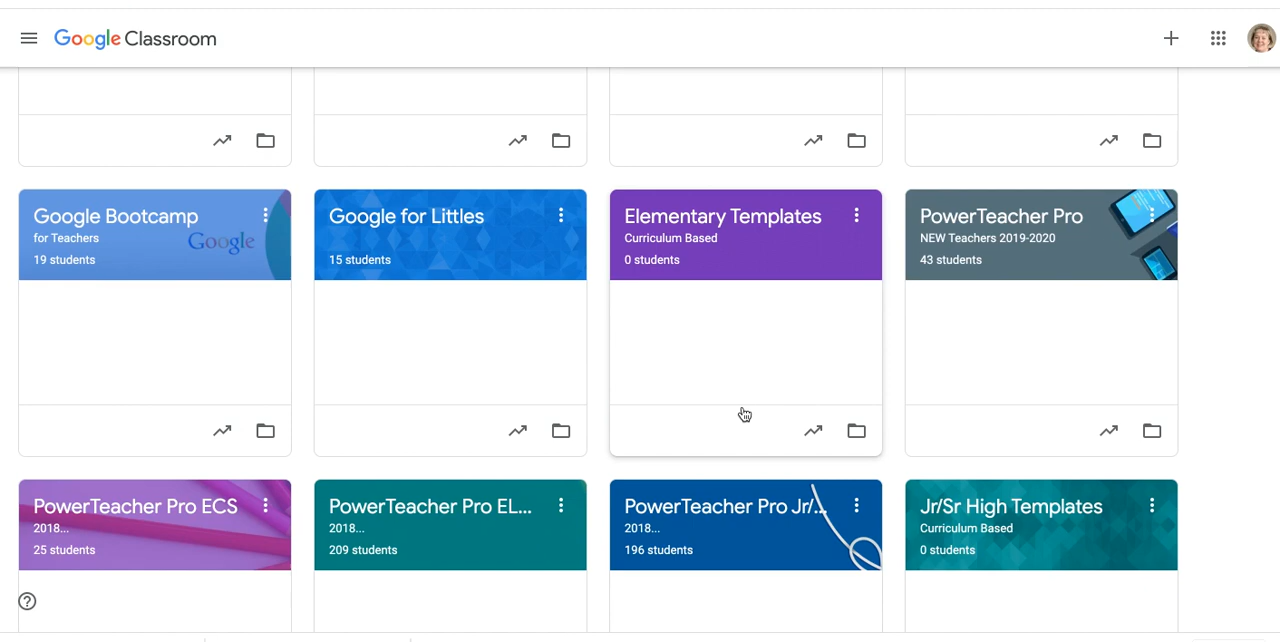 Google Classroom
Google Bootcamp
for Teachers
19 students
Google
Google for Littles
15 students
Elementary Templates
Curriculum Based
0 students
PowerTeacher Pro
NEW Teachers 2019-2020
43 students
PowerTeacher Pro ECS
2018...
25 students
PowerTeacher Pro EL...
2018...
209 students
PowerTeacher Pro Jr/...
2018...
196 students
Jr/Sr High Templates
Curriculum Based
0 students